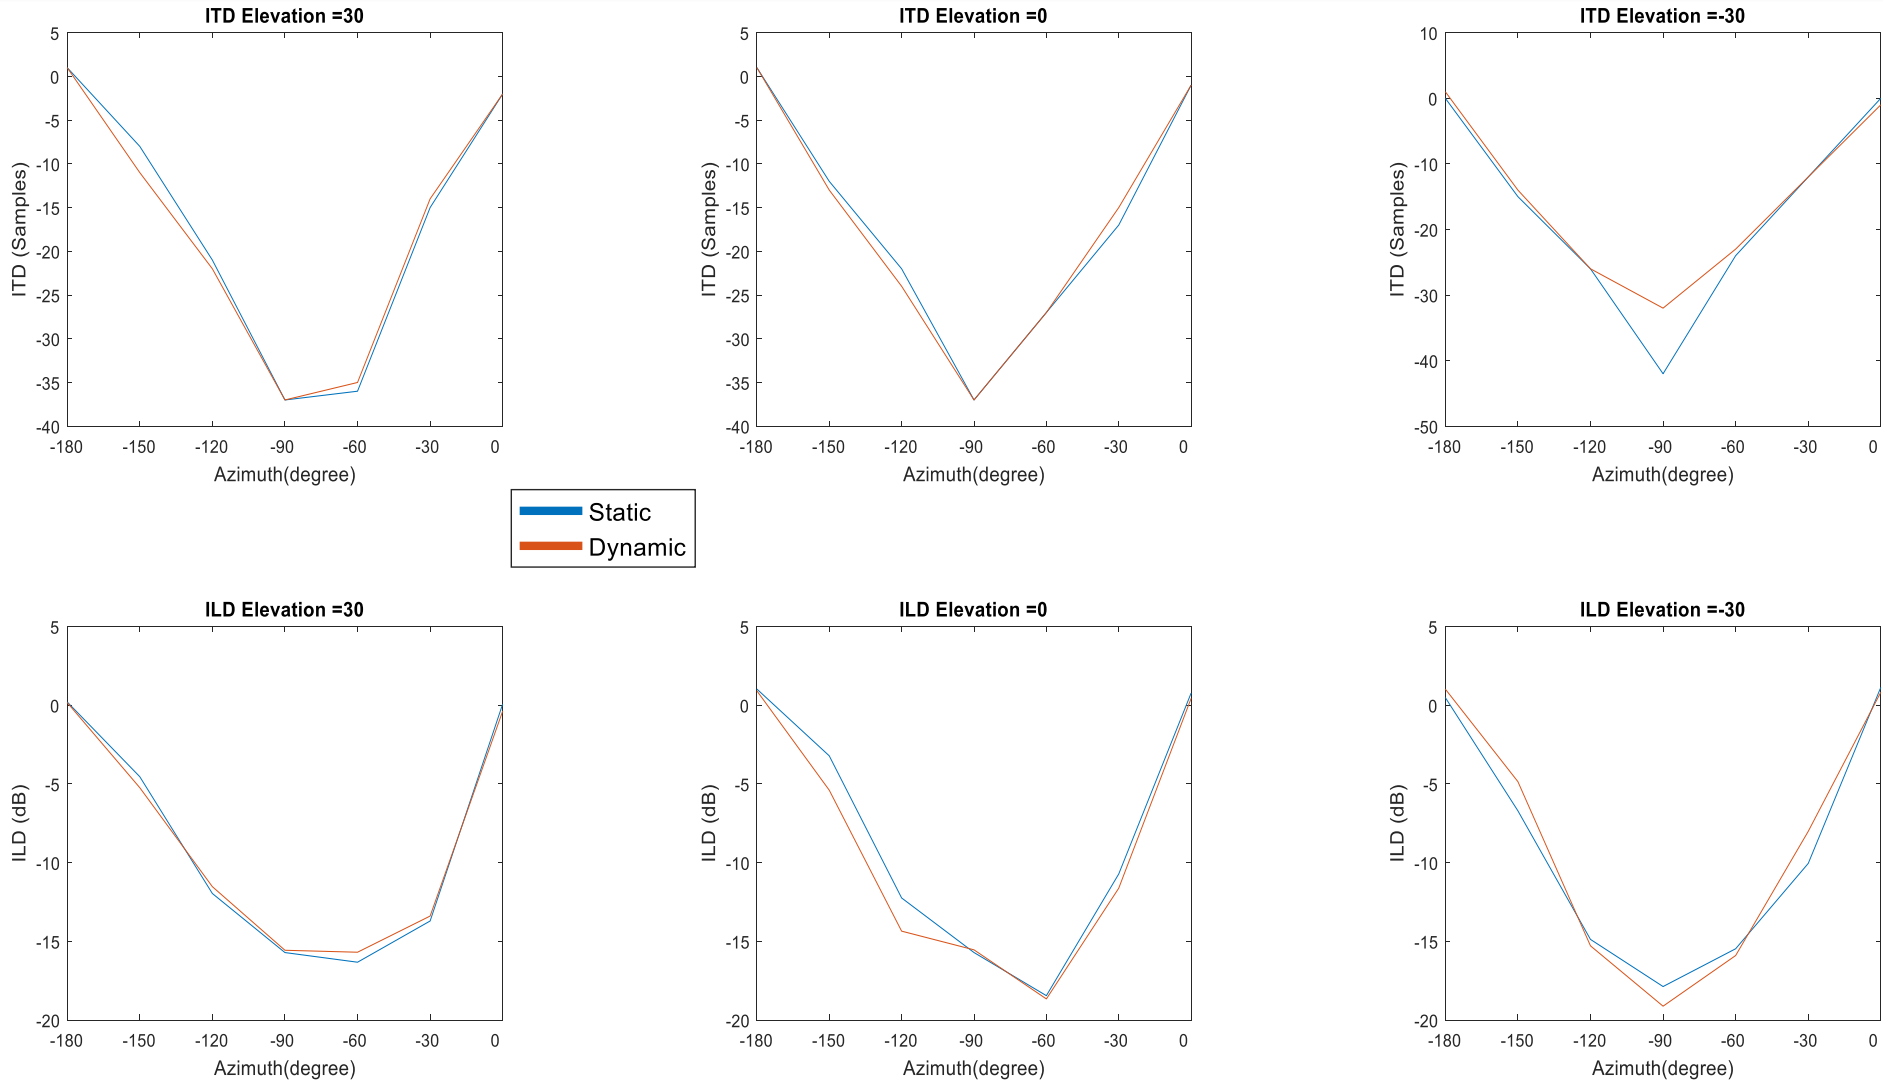 ITD Elevation =30
5
0
-5
-10
-15
-20
-25
-30
-35
-40
ITD (Samples)
-180 -150 -120 -90 -60 -30 0
Azimuth(degree)
ITD Elevation =0
5
0
-5
-10
-15
-20
-25
-30
-35
-40
ITD (Samples)
-180 -150 -120 -90 -60 -30 0
Azimuth(degree)
ITD Elevation =-30
10
0
-10
-20
-30
-40
-50
ITD (Samples)
-180 -150 -120 -90 -60 -30 0
Azimuth(degree)
Static
Dynamic
ILD Elevation =30
5
0
-5
-10
-15
-20
ILD (dB)
-180 -150 -120 -90 -60 -30 0
Azimuth(degree)
ILD Elevation =0
5
0
-5
-10
-15
-20
ILD (dB)
-180 -150 -120 -90 -60 -30 0
Azimuth(degree)
ILD Elevation =-30
5
0
-5
-10
-15
-20
ILD (dB)
-180 -150 -120 -90 -60 -30 0
Azimuth(degree)